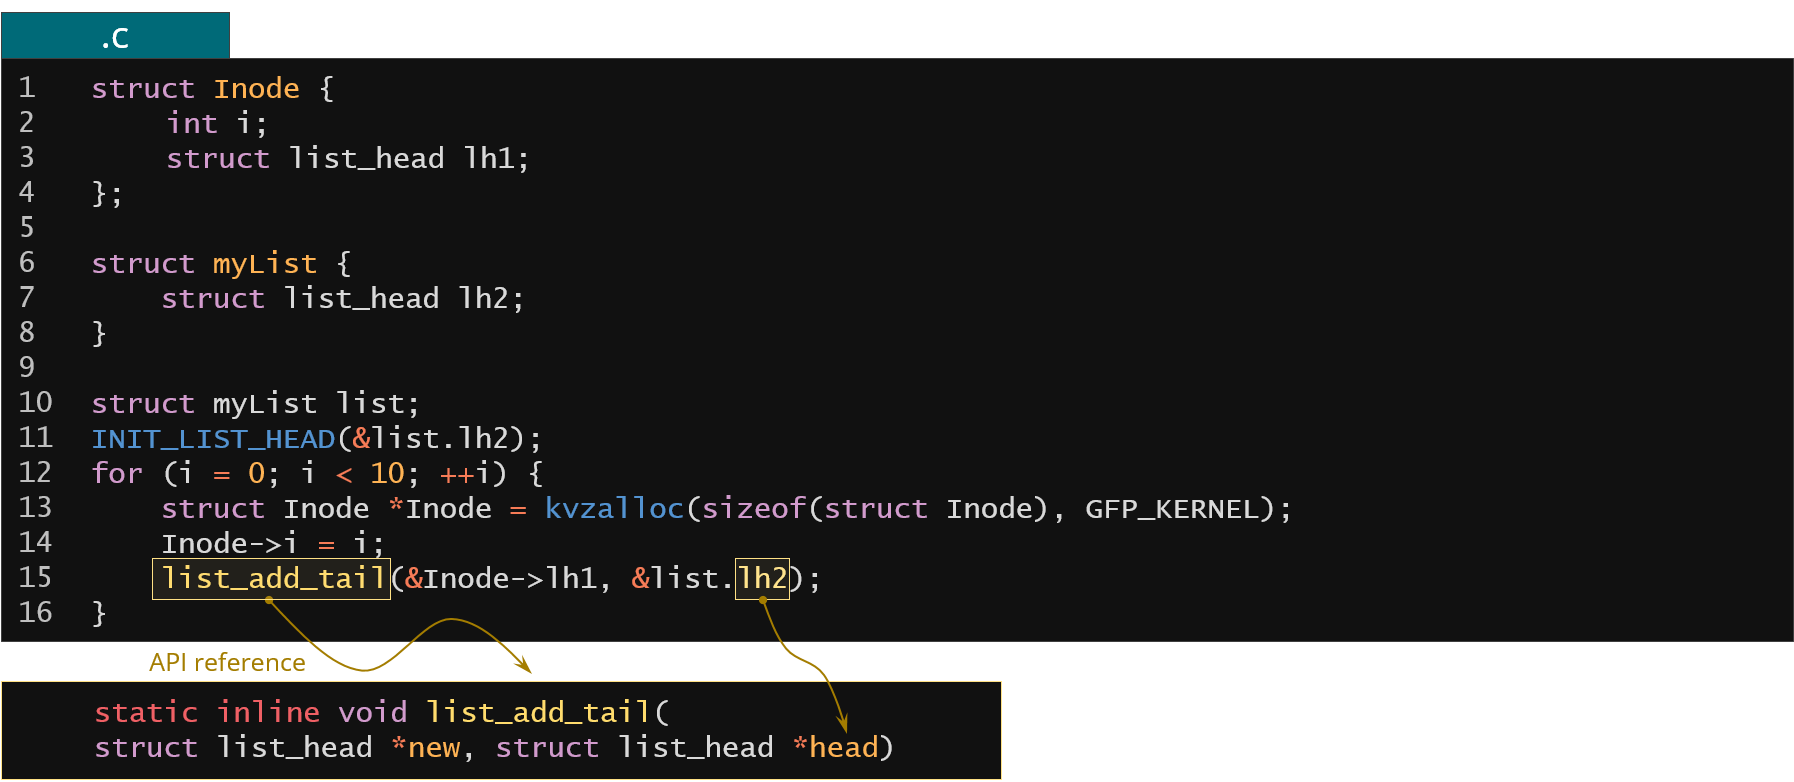 .C
1 struct Inode {
2 int i;
3 struct list_head lh1;
4 };
5
6 struct myList {
7 struct list_head lh2;
8 }
9
10 struct myList list;
11 INIT_LIST_HEAD(&list.lh2);
12 for (i = 0; i < 10; ++i) {
13 struct Inode *Inode = kvzalloc(sizeof(struct Inode), GFP_KERNEL);
14 Inode->i = i;
15 list_add_tail(&Inode->lh1, &list.lh2);
16 }
API reference
static inline void list_add_tail(
struct list_head *new, struct list_head *head)